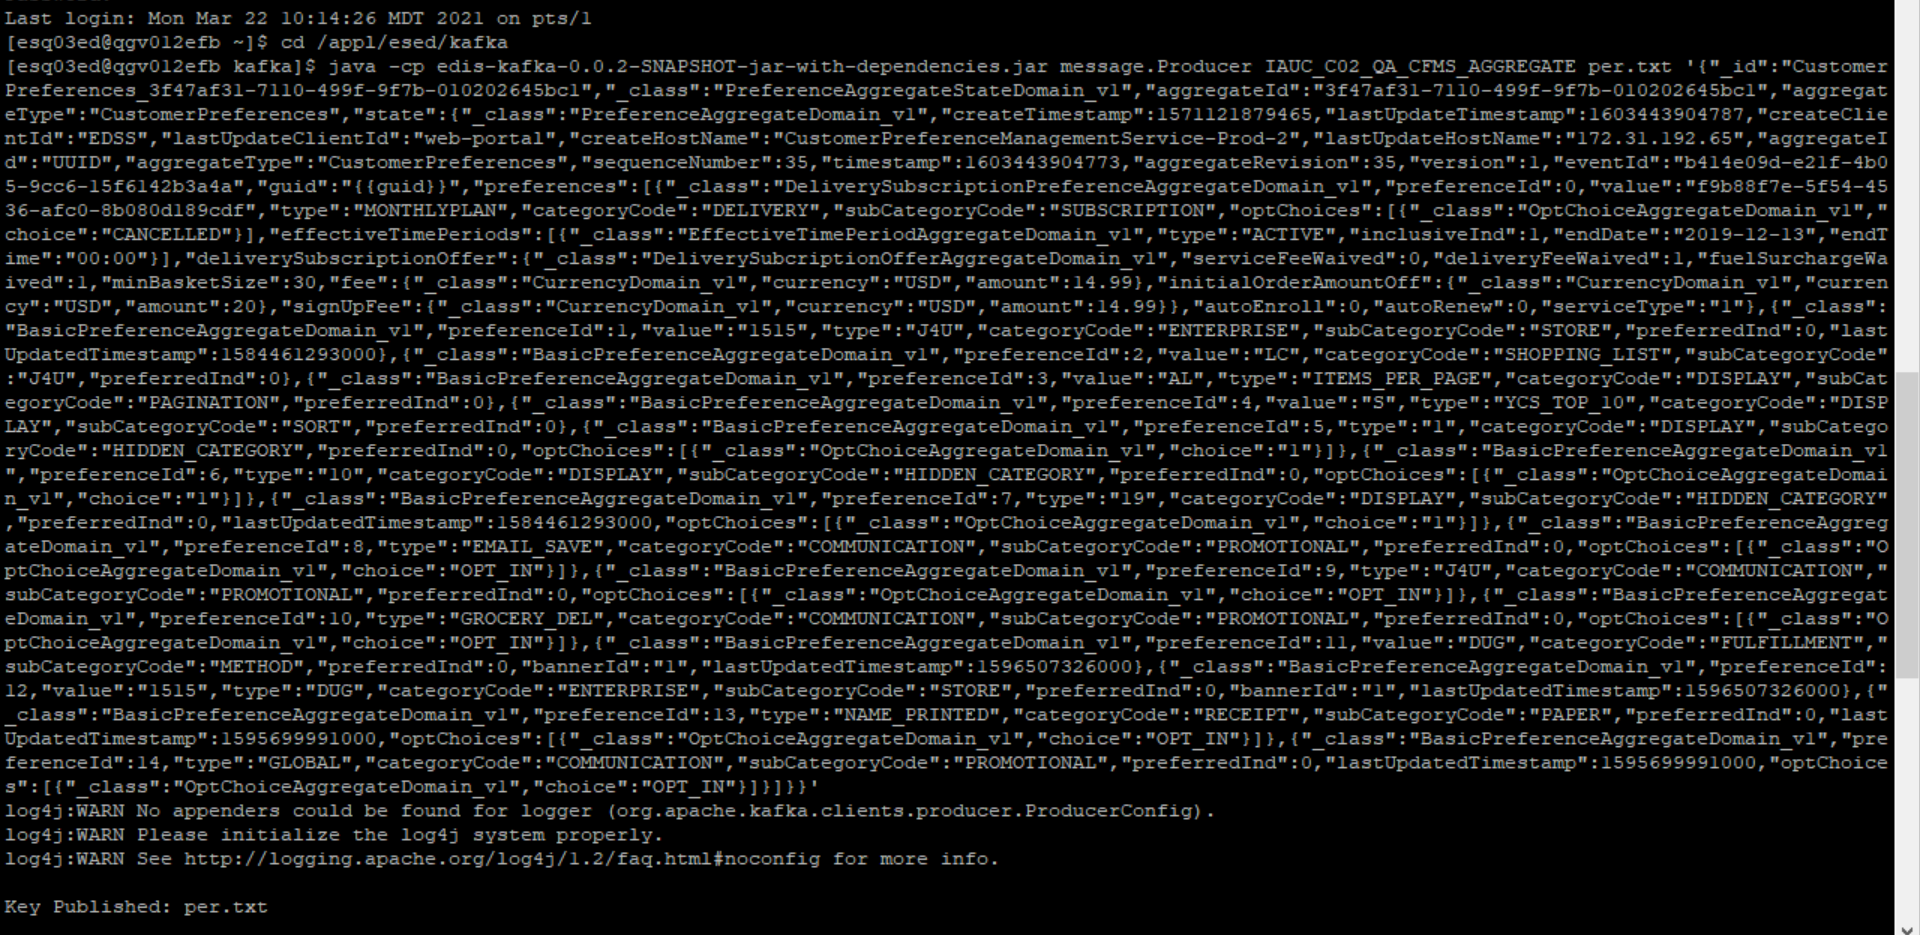 Last login: Mon Mar 22 10:14:26 MDT 2021 on pts/1
[esq03ed@qgv012efb ~]$ cd /appl/esed/kafka
[esq03ed@qgv012efb kafka]$ java -cp edis-kafka-0.0.2-SNAPSHOT-jar-with-dependencies.jar message.Producer IAUC_C02_QA_CFMS_AGGREGATE per.txt '{"_id":"Customer
Preferences_3f47af31-7110-499f-9f7b-010202645bc1","_class":"PreferenceAggregateStateDomain_v1","aggregateId":"3f47af31-7110-499f-9f7b-010202645bc1","aggregat
eType":"CustomerPreferences","state":{"_class":"PreferenceAggregateDomain_v1","createTimestamp":1571121879465,"lastUpdateTimestamp":1603443904787,"createClie
ntId":"EDSS","lastUpdateClientId":"web-portal","createHostName":"CustomerPreferenceManagementService-Prod-2","lastUpdateHostName":"172.31.192.65","aggregateI
d":"UUID","aggregateType":"CustomerPreferences","sequenceNumber":35,"timestamp":1603443904773,"aggregateRevision":35,"version":1,"eventId":"b414e09d-e21f-4b0
5-9cc6-15f6142b3a4a","guid":"{{guid}}","preferences":[{"_class":"DeliverySubscriptionPreferenceAggregateDomain_v1","preferenceId":0,"value":"f9b88f7e-5f54-45
36-afc0-8b080d189cdf","type":"MONTHLYPLAN","categoryCode":"DELIVERY","subCategoryCode":"SUBSCRIPTION","optChoices":[{"_class":"OptChoiceAggregateDomain_v1","
choice":"CANCELLED"}],"effectiveTimePeriods":[{"_class":"EffectiveTimePeriodAggregateDomain_v1","type":"ACTIVE","inclusiveInd":1,"endDate":"2019-12-13","endT
ime":"00:00"}],"deliverySubscriptionOffer":{"_class":"DeliverySubcriptionOfferAggregateDomain_v1","serviceFeeWaived":0,"deliveryFeeWaived":1,"fuelSurchargeWa
ived":1,"minBasketSize":30,"fee":{"_class":"CurrencyDomain_v1","currency":"USD","amount":14.99},"initialOrderAmountOff":{"_class":"CurrencyDomain_v1","curren
cy":"USD","amount":20},"signUpFee":{"_class":"CurrencyDomain_v1","currency":"USD","amount":14.99}},"autoEnroll":0,"autoRenew":0,"serviceType":"1"},{"_class":
"BasicPreferenceAggregateDomain_v1","preferenceId":1,"value":"1515","type":"J4U","categoryCode":"ENTERPRISE","subCategoryCode":"STORE","preferredInd":0,"last
UpdatedTimestamp":1584461293000},{"_class":"BasicPreferenceAggregateDomain_v1","preferenceId":2,"value":"LC","categoryCode":"SHOPPING_LIST","subCategoryCode"
:"J4U","preferredInd":0},{"_class":"BasicPreferenceAggregateDomain_v1","preferenceId":3,"value":"AL","type":"ITEMS_PER_PAGE","categoryCode":"DISPLAY","subCat
egoryCode":"PAGINATION","preferredInd":0},{"_class":"BasicPreferenceAggregateDomain_v1","preferenceId":4,"value":"S","type":"YCS_TOP_10","categoryCode":"DISP
LAY","subCategoryCode":"SORT","preferredInd":0},{"_class":"BasicPreferenceAggregateDomain_v1","preferenceId":5,"type":"1","categoryCode":"DISPLAY","subCatego
ryCode":"HIDDEN_CATEGORY","preferredInd":0,"optChoices":[{"_class":"OptChoiceAggregateDomain_v1","choice":"1"}]},{"_class":"BasicPreferenceAggregateDomain_v1
","preferenceId":6,"type":"10","categoryCode":"DISPLAY","subCategoryCode":"HIDDEN_CATEGORY","preferredInd":0,"optChoices":[{"_class":"OptChoiceAggregateDomai
n_v1","choice":"1"}]},{"_class":"BasicPreferenceAggregateDomain_v1","preferenceId":7,"type":"19","categoryCode":"DISPLAY","subCategoryCode":"HIDDEN_CATEGORY"
,"preferredInd":0,"lastUpdatedTimestamp":1584461293000,"optChoices":[{"_class":"OptChoiceAggregateDomain_v1","choice":"1"}]},{"_class":"BasicPreferenceAggreg
ateDomain_v1","preferenceId":8,"type":"EMAIL_SAVE","categoryCode":"COMMUNICATION","subCategoryCode":"PROMOTIONAL","preferredInd":0,"optChoices":[{"_class":"O
ptChoiceAggregateDomain_v1","choice":"OPT_IN"}]},{"_class":"BasicPreferenceAggregateDomain_v1","preferenceId":9,"type":"J4U","categoryCode":"COMMUNICATION","
subCategoryCode":"PROMOTIONAL","preferredInd":0,"optChoices":[{"_class":"OptChoiceAggregateDomain_v1","choice":"OPT_IN"}]},{"_class":"BasicPreferenceAggregat
eDomain_v1","preferenceId":10,"type":"GROCERY_DEL","categoryCode":"COMMUNICATION","subCategoryCode":"PROMOTIONAL","preferredInd":0,"optChoices":[{"_class":"O
ptChoiceAggregateDomain_v1","choice":"OPT_IN"}]},{"_class":"BasicPreferenceAggregateDomain_v1","preferenceId":11,"value":"DUG","categoryCode":"FULFILLMENT","
subCategoryCode":"METHOD","preferredInd":0,"bannerId":"1","lastUpdatedTimestamp":1596507326000},{"_class":"BasicPreferenceAggregateDomain_v1","preferenceId":
12,"value":"1515","type":"DUG","categoryCode":"ENTERPRISE","subCategoryCode":"STORE","preferredInd":0,"bannerId":"1","lastUpdatedTimestamp":1596507326000},{"
_class":"BasicPreferenceAggregateDomain_v1","preferenceId":13,"type":"NAME_PRINTED","categoryCode":"RECEIPT","subCategoryCode":"PAPER","preferredInd":0,"last
UpdatedTimestamp":1595699991000,"optChoices":[{"_class":"OptChoiceAggregateDomain_v1","choice":"OPT_IN"}]},{"_class":"BasicPreferenceAggregateDomain_v1","pre
ferenceId":14,"type":"GLOBAL","categoryCode":"COMMUNICATION","subCategoryCode":"PROMOTIONAL","preferredInd":0,"lastUpdatedTimestamp":1595699991000,"optChoice
s":[{"_class":"OptChoiceAggregateDomain_v1","choice":"OPT_IN"}]}]}}'
log4j:WARN No appenders could be found for logger (org.apache.kafka.clients.producer.ProducerConfig).
log4j:WARN Please initialize the log4j system properly.
log4j:WARN See http://logging.apache.org/log4j/1.2/faq.html#noconfig for more info.
Key Published: per.txt